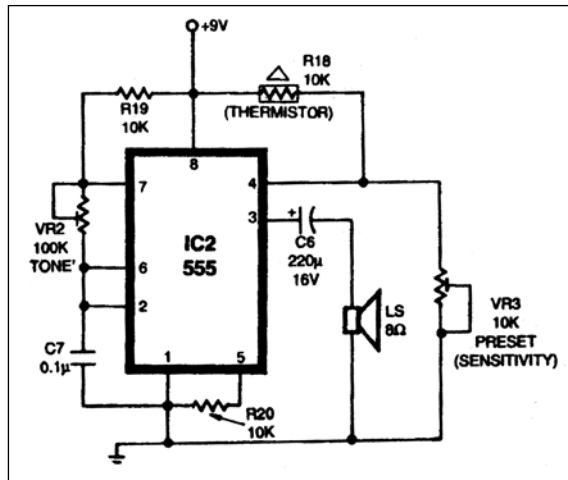 +9V
R18
10K
(THERMISTOR)
R19
10K
8
7
4
3
+
VR2
100K
TONE'
IC2
555
C6
220μ
16V
6
2
LS
8Ω
VR3
10K
PRESET
(SENSITIVITY)
C7
0.1μ
1
5
R20
10K